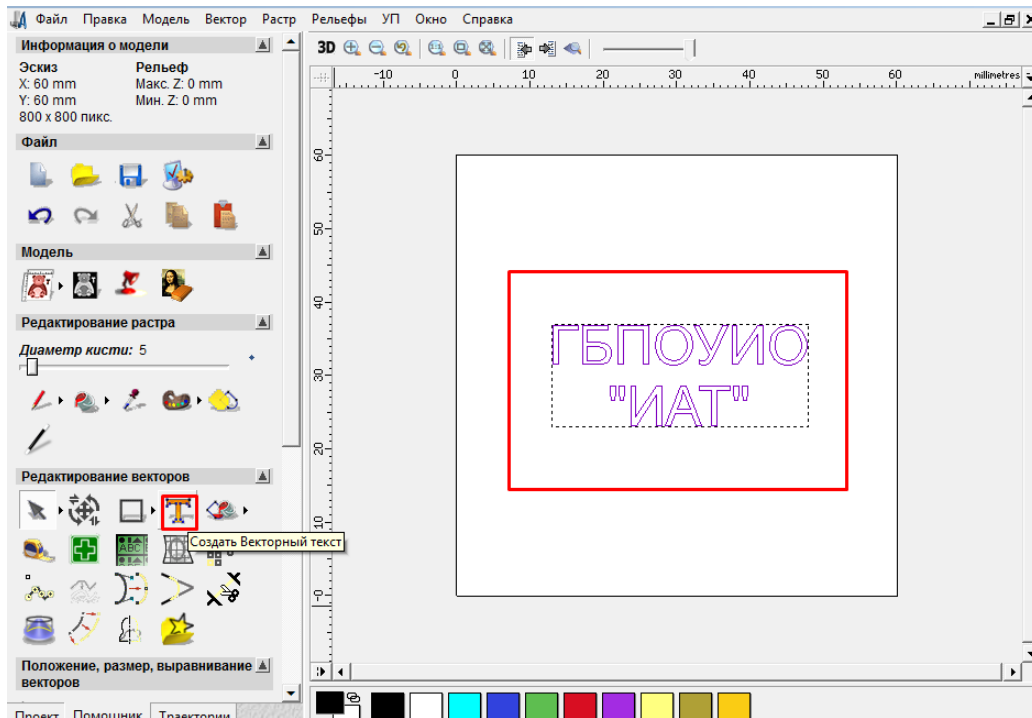 Файл Правка Модель Вектор Растр Рельефы УП Окно Справка
Информация о модели
Эскиз Рельеф
X: 60 mm Макс. Z: 0 mm
Y: 60 mm Мин. Z: 0 mm
800 x 800 пикс.
Файл
Модель
Редактирование растра
Диаметр кисти: 5
Редактирование векторов
ABC
Создать Векторный текст
Положение, размер, выравнивание
векторов
Проект Помощник Траектории
3D
-10 0 10 20 30 40 50 60 millimetres
60
50
40
30
20
10
-0
ГБПОУИО
"ИАТ"